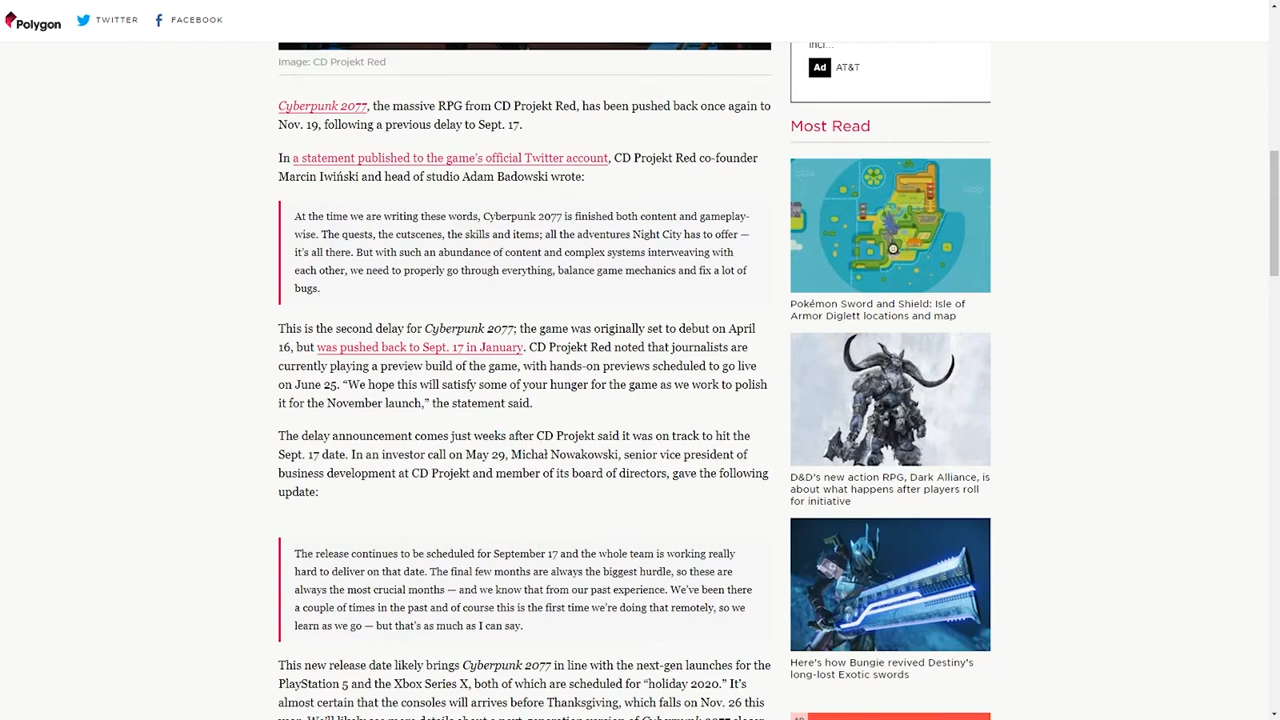 Polygon
TWITTER
FACEBOOK
Image: CD Projekt Red
Cyberpunk 2077, the massive RPG from CD Projekt Red, has been pushed back once again to
Nov. 19, following a previous delay to Sept. 17.
In a statement published to the game's official Twitter account, CD Projekt Red co-founder
Marcin Iwiński and head of studio Adam Badowski wrote:
At the time we are writing these words, Cyberpunk 2077 is finished both content and gameplay-
wise. The quests, the cutscenes, the skills and items; all the adventures Night City has to offer —
it's all there. But with such an abundance of content and complex systems interweaving with
each other, we need to properly go through everything, balance game mechanics and fix a lot of
bugs.
This is the second delay for Cyberpunk 2077; the game was originally set to debut on April
16, but was pushed back to Sept. 17 in January. CD Projekt Red noted that journalists are
currently playing a preview build of the game, with hands-on previews scheduled to go live
on June 25. “We hope this will satisfy some of your hunger for the game as we work to polish
it for the November launch,” the statement said.
The delay announcement comes just weeks after CD Projekt said it was on track to hit the
Sept. 17 date. In an investor call on May 29, Michał Nowakowski, senior vice president of
business development at CD Projekt and member of its board of directors, gave the following
update:
The release continues to be scheduled for September 17 and the whole team is working really
hard to deliver on that date. The final few months are always the biggest hurdle, so these are
always the most crucial months — and we know that from our past experience. We've been there
a couple of times in the past and of course this is the first time we're doing that remotely, so we
learn as we go — but that's as much as I can say.
This new release date likely brings Cyberpunk 2077 in line with the next-gen launches for the
PlayStation 5 and the Xbox Series X, both of which are scheduled for “holiday 2020.” It's
almost certain that the consoles will arrives before Thanksgiving, which falls on Nov. 26 this
year. We'll likely see more details about a next-generation version of Cyberpunk 2077 closer
Ad AT&T
Most Read
Pokémon Sword and Shield: Isle of
Armor Diglett locations and map
D&D's new action RPG, Dark Alliance, is
about what happens after players roll
for initiative
Here's how Bungie revived Destiny's
long-lost Exotic swords